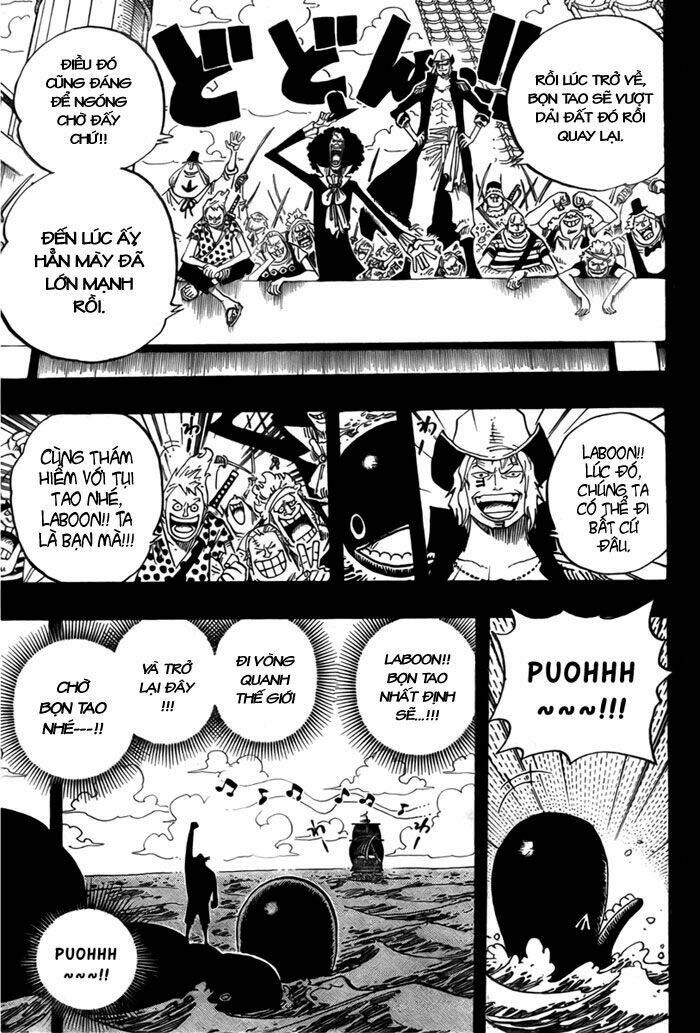 RỒI LÚC TRỞ VỀ,
BỌN TAO SẼ VƯỢT
DẢI ĐẤT ĐÓ RỒI
QUAY LẠI.
どどん!!
ĐIỀU ĐÓ
CŨNG ĐÁNG
ĐỂ NGÓNG
CHỜ ĐẤY
CHỨ!!
ĐẾN LÚC ẤY,
HẲN MÀY ĐÃ
LỚN MẠNH
RỒI.
LABOON!!
LÚC ĐÓ,
CHÚNG TA
CÓ THỂ ĐI
BẤT CỨ
ĐÂU.
CÙNG THÁM
HIỂM VỚI TỤI
TAO NHÉ,
LABOON!! TA
LÀ BẠN MÀ!!!
PUOHHH
~~~!!!
LABOON!!
BỌN TAO
NHẤT ĐỊNH
SẼ...!!!
ĐI VÒNG
QUANH
THẾ GIỚI
VÀ TRỞ
LẠI ĐÂY
!!!
CHỜ
BỌN TAO
NHÉ---!!
わっ
わっ
PUOHHH
~~~!!